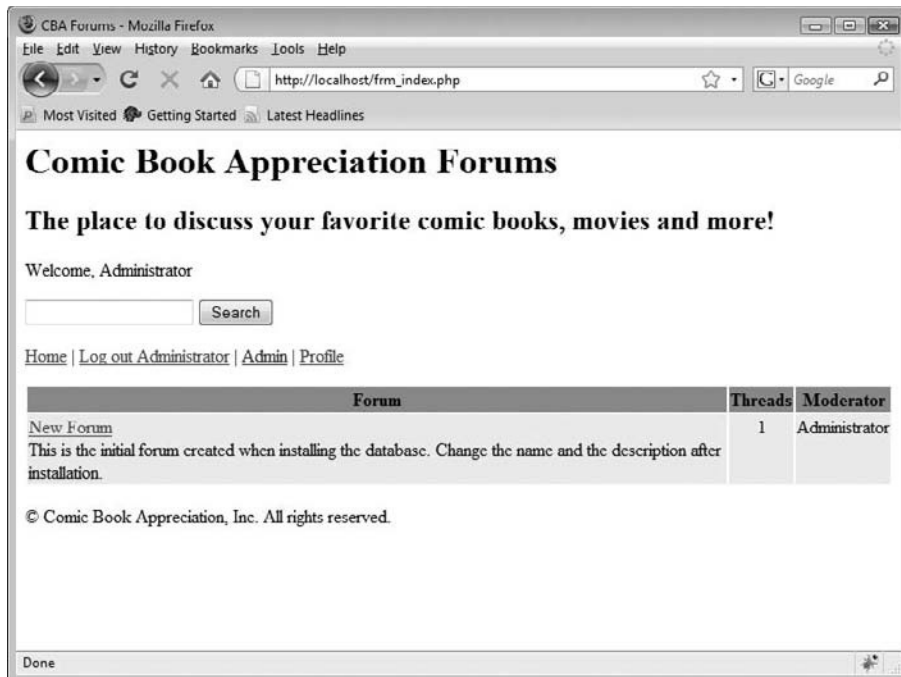 CBA Forums - Mozilla Firefox
File Edit View History Bookmarks Tools Help
http://localhost/frm_index.php
G Google
Most Visited Getting Started Latest Headlines
Comic Book Appreciation Forums
The place to discuss your favorite comic books, movies and more!
Welcome, Administrator
Search
Home | Log out Administrator | Admin | Profile
Forum Threads Moderator
New Forum 1 Administrator
This is the initial forum created when installing the database. Change the name and the description after
installation.
© Comic Book Appreciation, Inc. All rights reserved.
Done